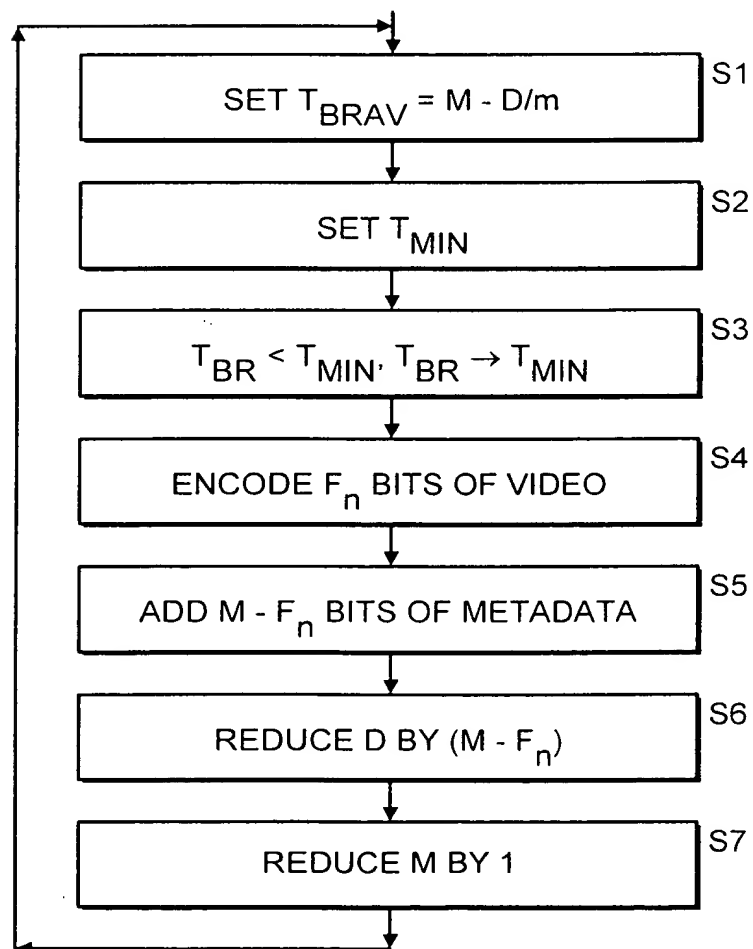 S1
SET T_BRAV = M - D/m
S2
SET T_MIN
S3
T_BR < T_MIN, T_BR → T_MIN
S4
ENCODE F_n BITS OF VIDEO
S5
ADD M - F_n BITS OF METADATA
S6
REDUCE D BY (M - F_n)
S7
REDUCE M BY 1